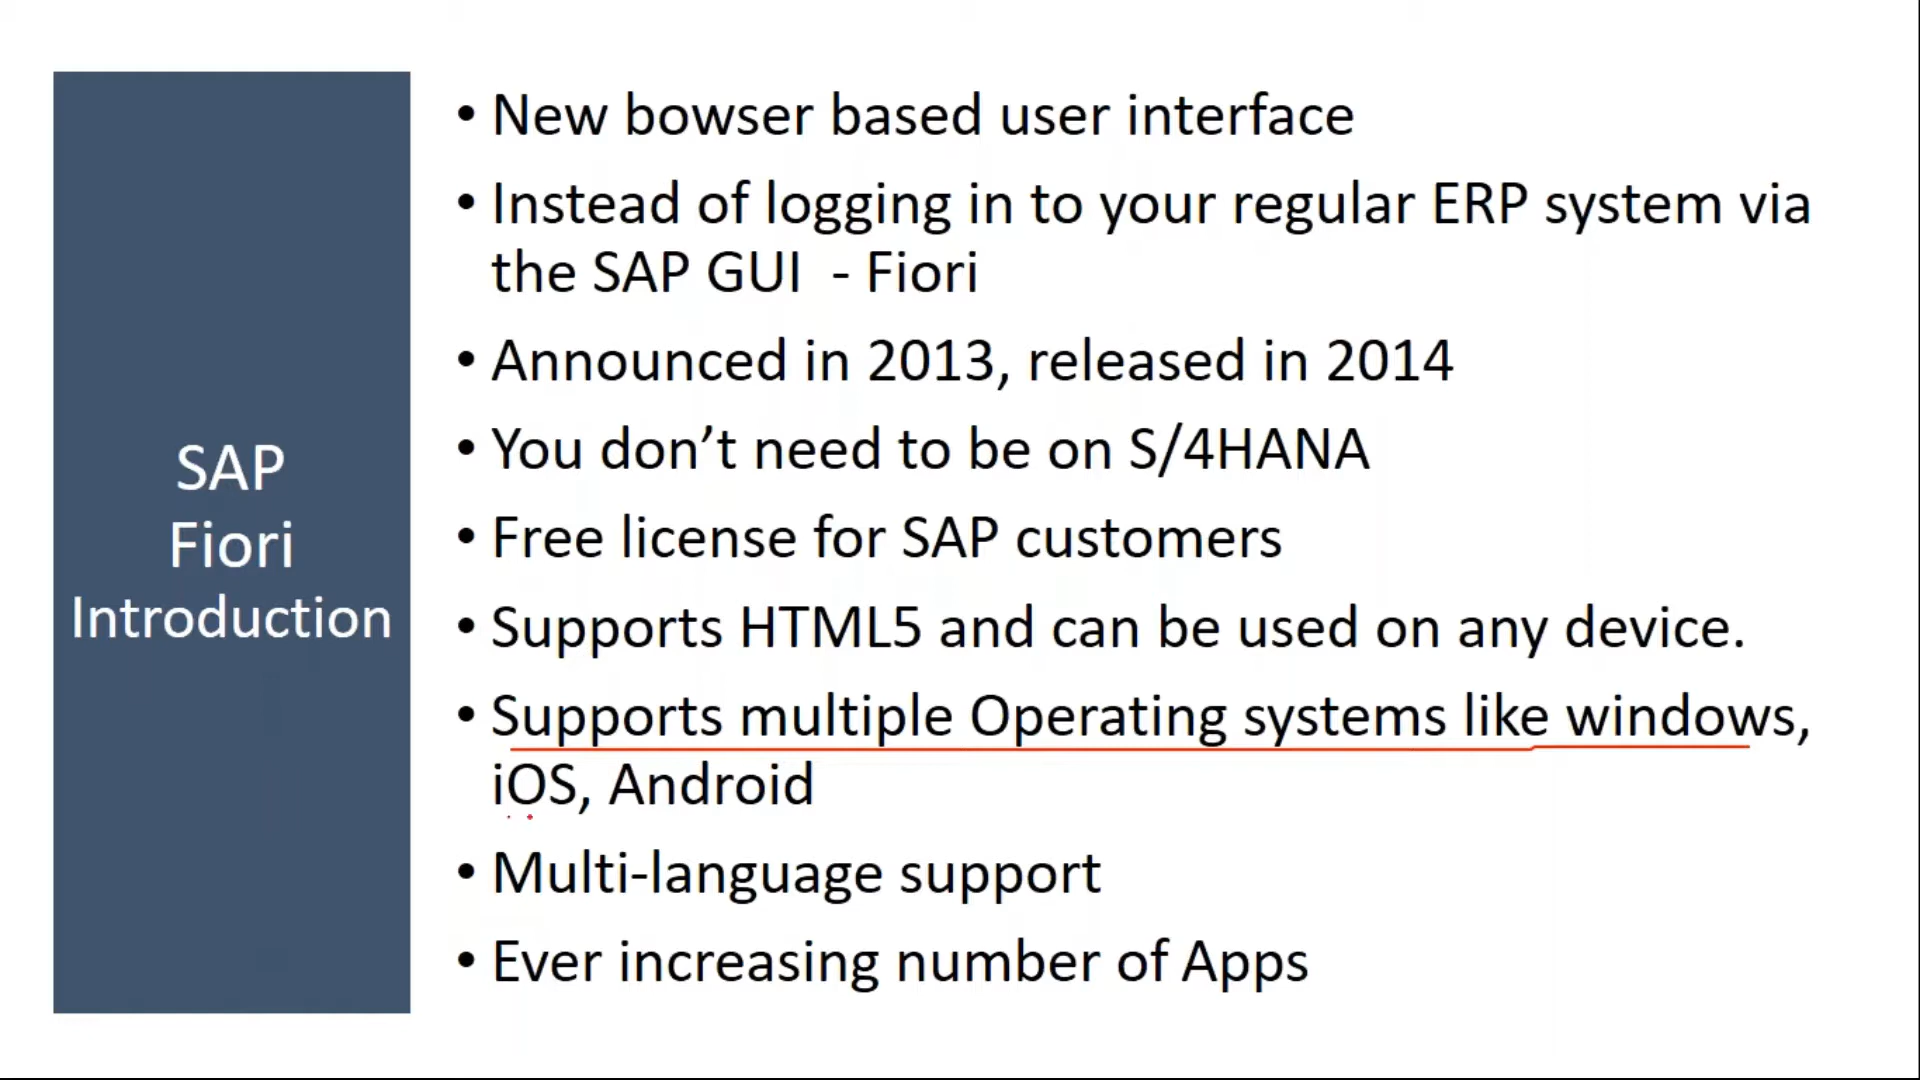 SAP
Fiori
Introduction
• New bowser based user interface
• Instead of logging in to your regular ERP system via
the SAP GUI  - Fiori
• Announced in 2013, released in 2014
• You don’t need to be on S/4HANA
• Free license for SAP customers
• Supports HTML5 and can be used on any device.
• Supports multiple Operating systems like windows,
iOS, Android
• Multi-language support
• Ever increasing number of Apps